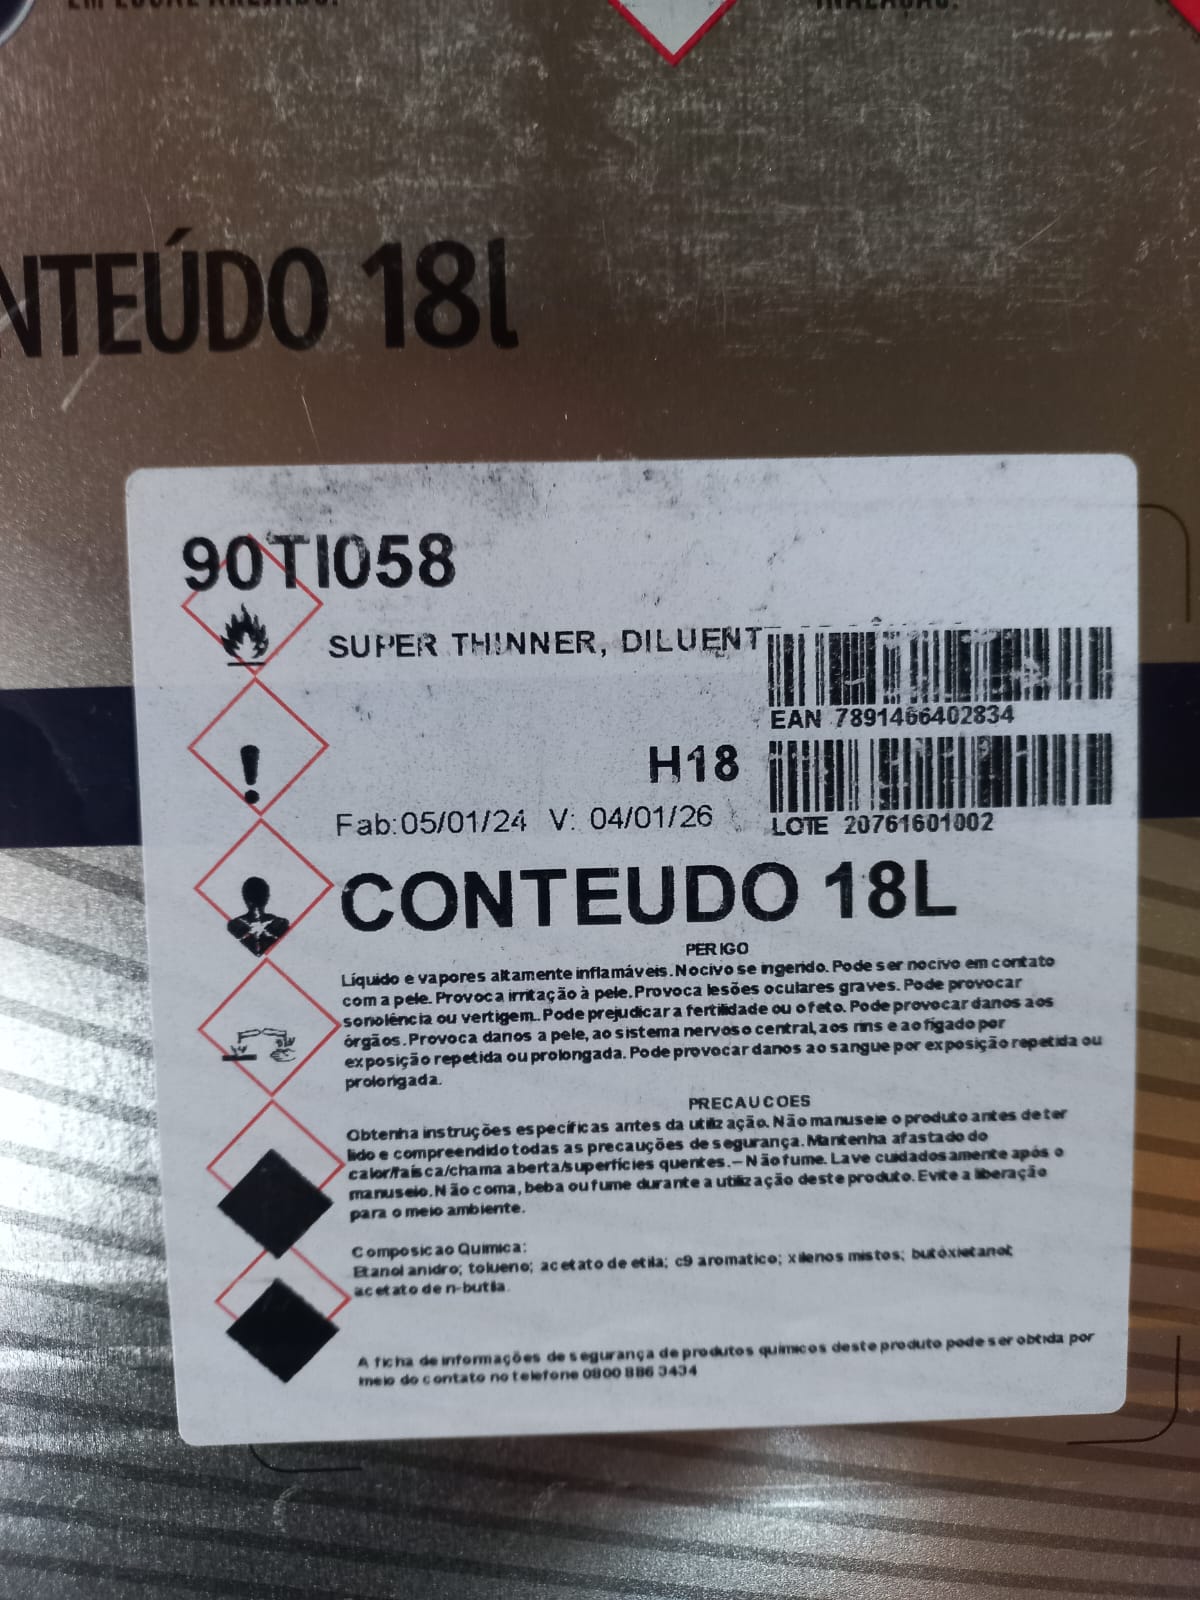 EM LOCAL AREJADO.
INALAÇÃO.
NTEÚDO 18l
90TI058
SUPER THINNER, DILUENT
EAN 7891466402834
H18
Fab:05/01/24 V: 04/01/26
LOTE 20761601002
CONTEUDO 18L
PERIGO
Líquido e vapores altamente inflamáveis. Nocivo se ingerido. Pode ser nocivo em contato
com a pele. Provoca irritação à pele. Provoca lesões oculares graves. Pode provocar
sonolência ou vertigem. Pode prejudicar a fertilidade ou o feto. Pode provocar danos aos
órgãos. Provoca danos a pele, ao sistema nervoso central, aos rins e ao fígado por
exposição repetida ou prolongada. Pode provocar danos ao sangue por exposição repetida ou
prolongada.
PRECAUCOES
Obtenha instruções específicas antes da utilização. Não manuseie o produto antes de ter
lido e compreendido todas as precauções de segurança. Mantenha afastado do
calor/faísca/chama aberta/superfícies quentes. – Não fume. Lave cuidadosamente após o
manuseio. Não coma, beba ou fume durante a utilização deste produto. Evite a liberação
para o meio ambiente.
Composicao Quimica:
Etanol anidro; tolueno; acetato de etila; c9 aromatico; xilenos mistos; butoxietanol;
acetato de n-butila.
A ficha de informações de segurança de produtos químicos deste produto pode ser obtida por
meio do contato no telefone 0800 886 3434